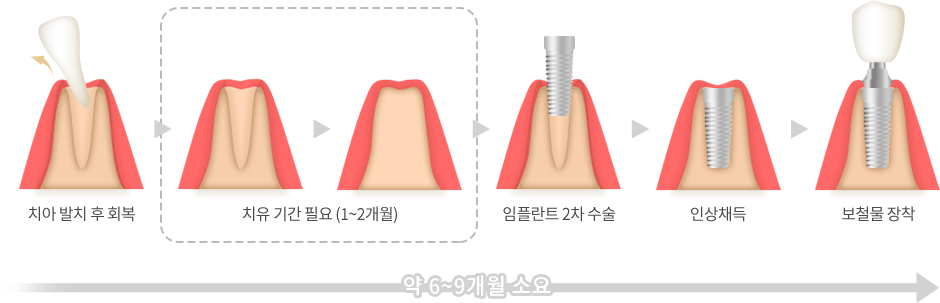 치아 발치 후 회복
치유 기간 필요 (1~2개월)
임플란트 2차 수술
인상채득
보철물 장착
약 6~9개월 소요